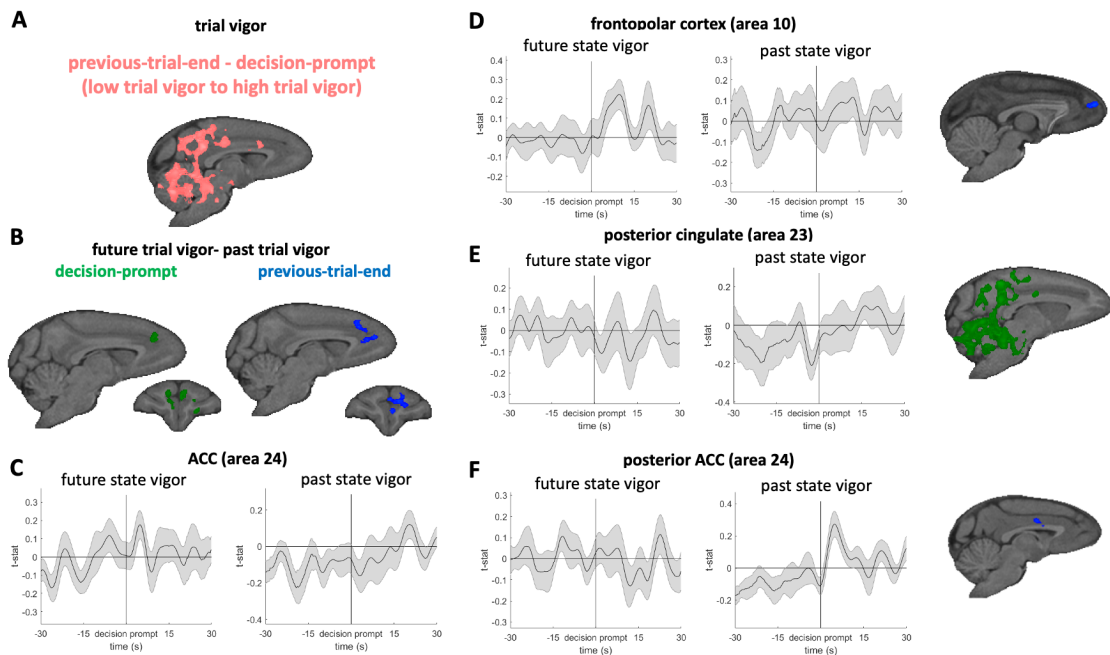 A
trial vigor
previous-trial-end - decision-prompt
(low trial vigor to high trial vigor)
B
future trial vigor- past trial vigor
decision-prompt
previous-trial-end
C
ACC (area 24)
future state vigor
0.3
0.2
0.1
0
-0.1
-0.2
-0.3
t-stat
-30
-15
decision prompt
15
30
time (s)
past state vigor
0.2
0
-0.2
-0.4
t-stat
-30
-15
decision prompt
15
30
time (s)
D
frontopolar cortex (area 10)
future state vigor
0.4
0.3
0.2
0.1
0
-0.1
0.2
t-stat
-30
-15
decision prompt
15
30
time (s)
past state vigor
0.3
0.2
0.1
0
-0.1
-0.2
0.3
t-stat
-30
-15
decision prompt
15
30
time (s)
E
posterior cingulate (area 23)
future state vigor
0.2
0.1
0
-0.1
-0.2
-0.3
t-stat
-30
-15
decision prompt
15
30
time (s)
past state vigor
0.2
0
-0.2
-0.4
t-stat
-30
-15
decision prompt
15
30
time (s)
F
posterior ACC (area 24)
future state vigor
0.3
0.2
0.1
0
-0.1
-0.2
-0.3
t-stat
-30
-15
decision prompt
15
30
time (s)
past state vigor
0.4
0.2
0
-0.2
t-stat
-30
-15
decision prompt
15
30
time (s)